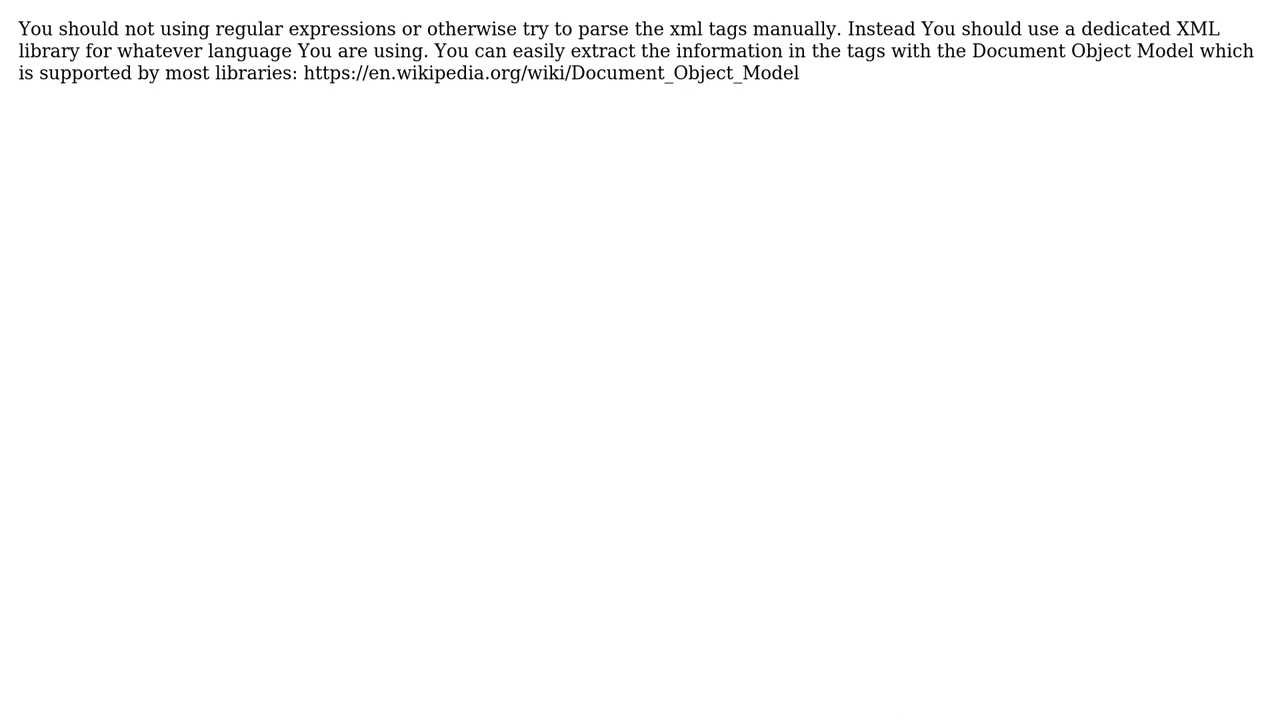 You should not using regular expressions or otherwise try to parse the xml tags manually. Instead You should use a dedicated XML
library for whatever language You are using. You can easily extract the information in the tags with the Document Object Model which
is supported by most libraries: https://en.wikipedia.org/wiki/Document_Object_Model